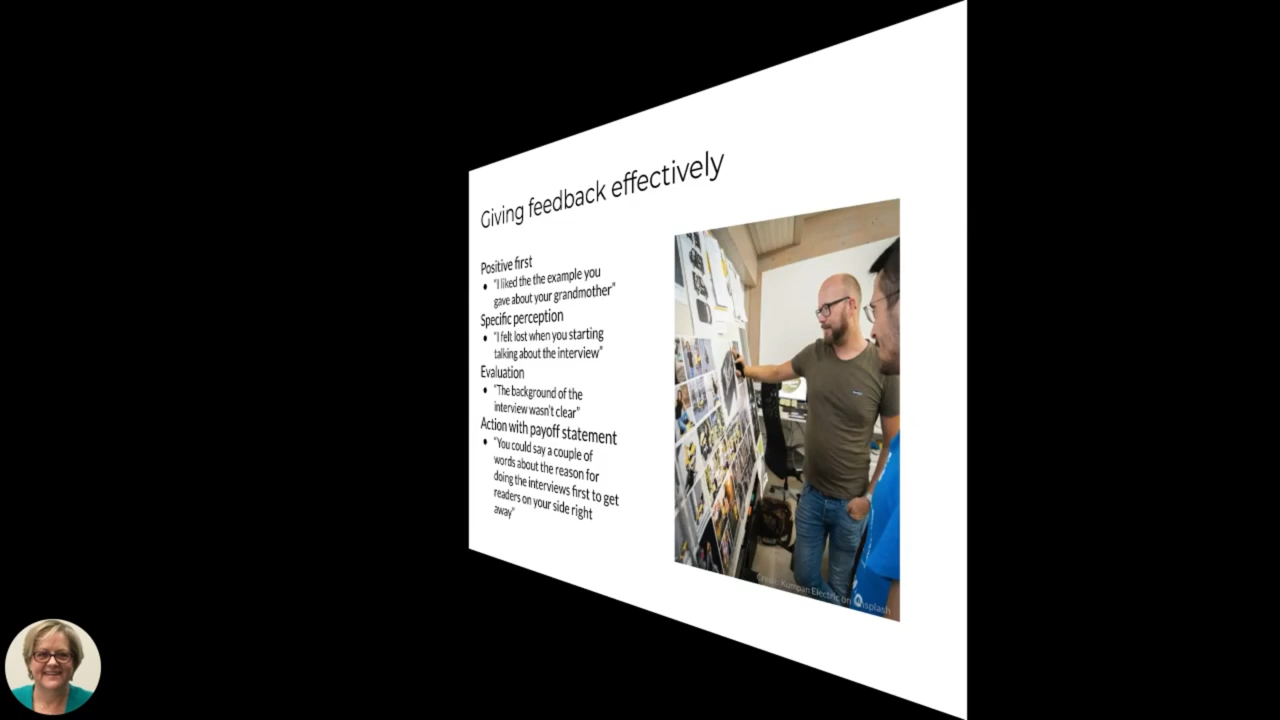 Giving feedback effectively
Positive first
• “I liked the the example you
gave about your grandmother”
Specific perception
• “I felt lost when you starting
talking about the interview”
Evaluation
• “The background of the
interview wasn’t clear”
Action with payoff statement
• “You could say a couple of
words about the reason for
doing the interviews first to get
readers on your side right
away”
Credit: Kumpan Electric on Unsplash